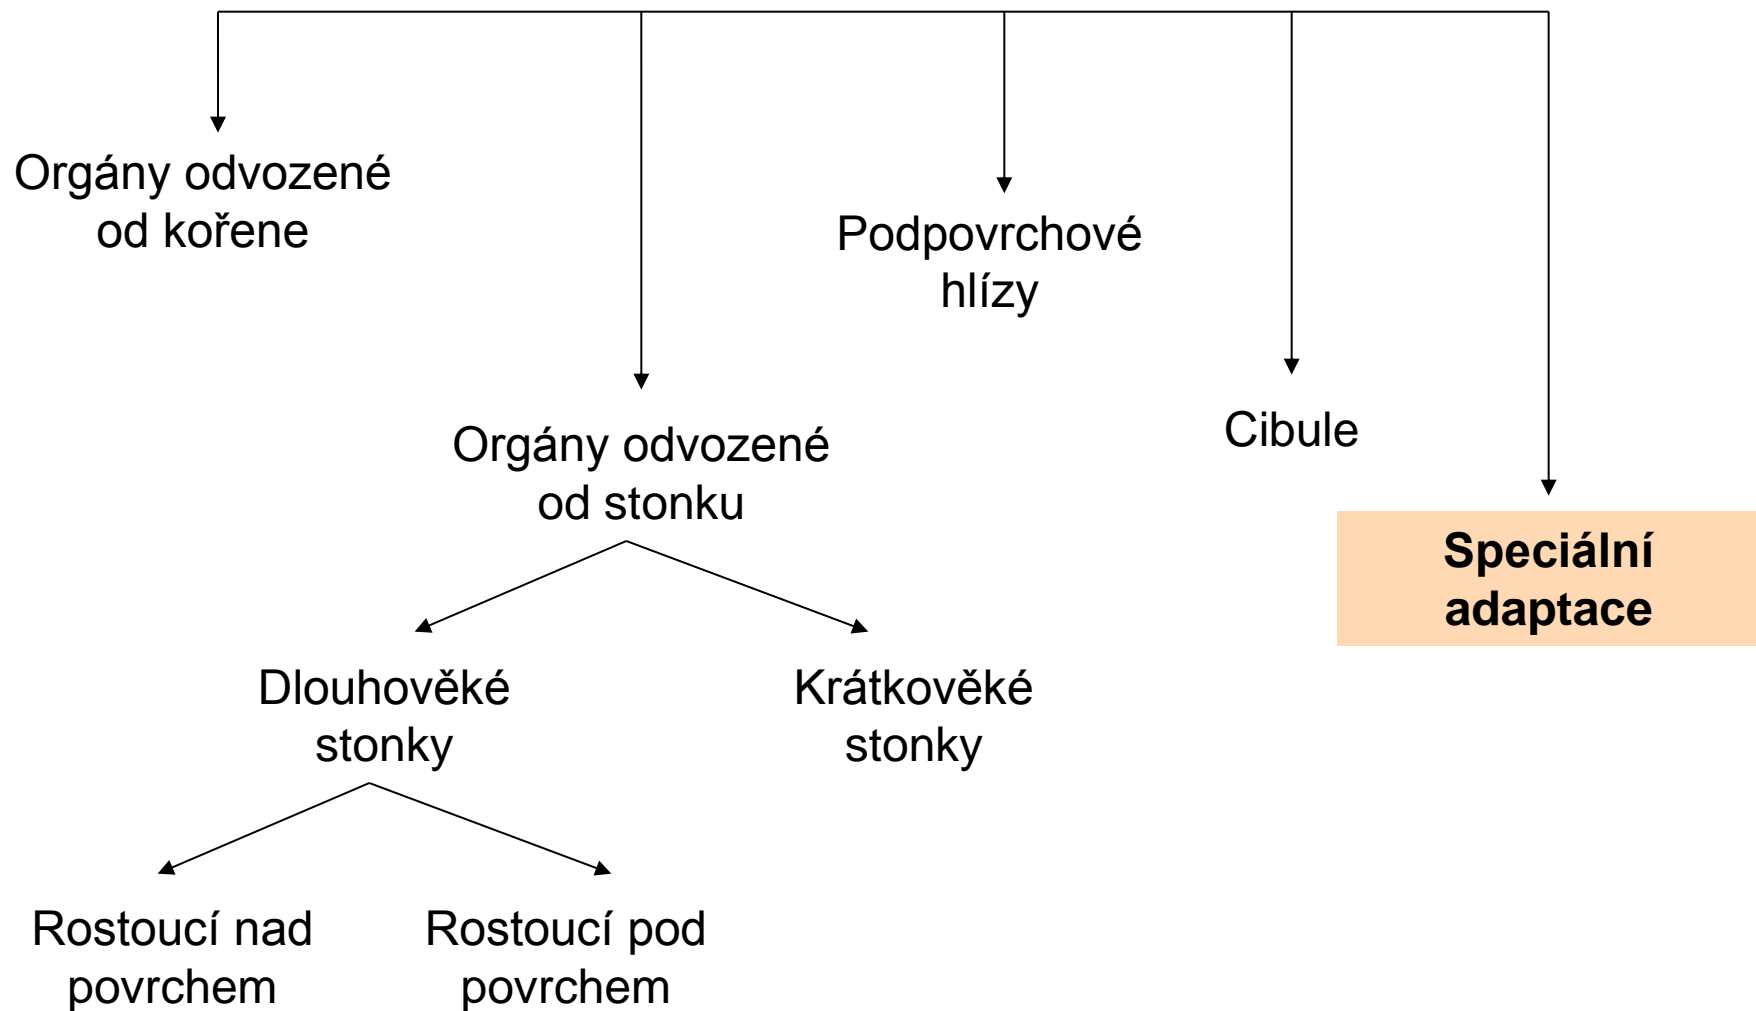 Orgány odvozené
od kořene
Podpovrchové
hlízy
Orgány odvozené
od stonku
Cibule
Speciální
adaptace
Dlouhověké
stonky
Krátkověké
stonky
Rostoucí nad
povrchem
Rostoucí pod
povrchem